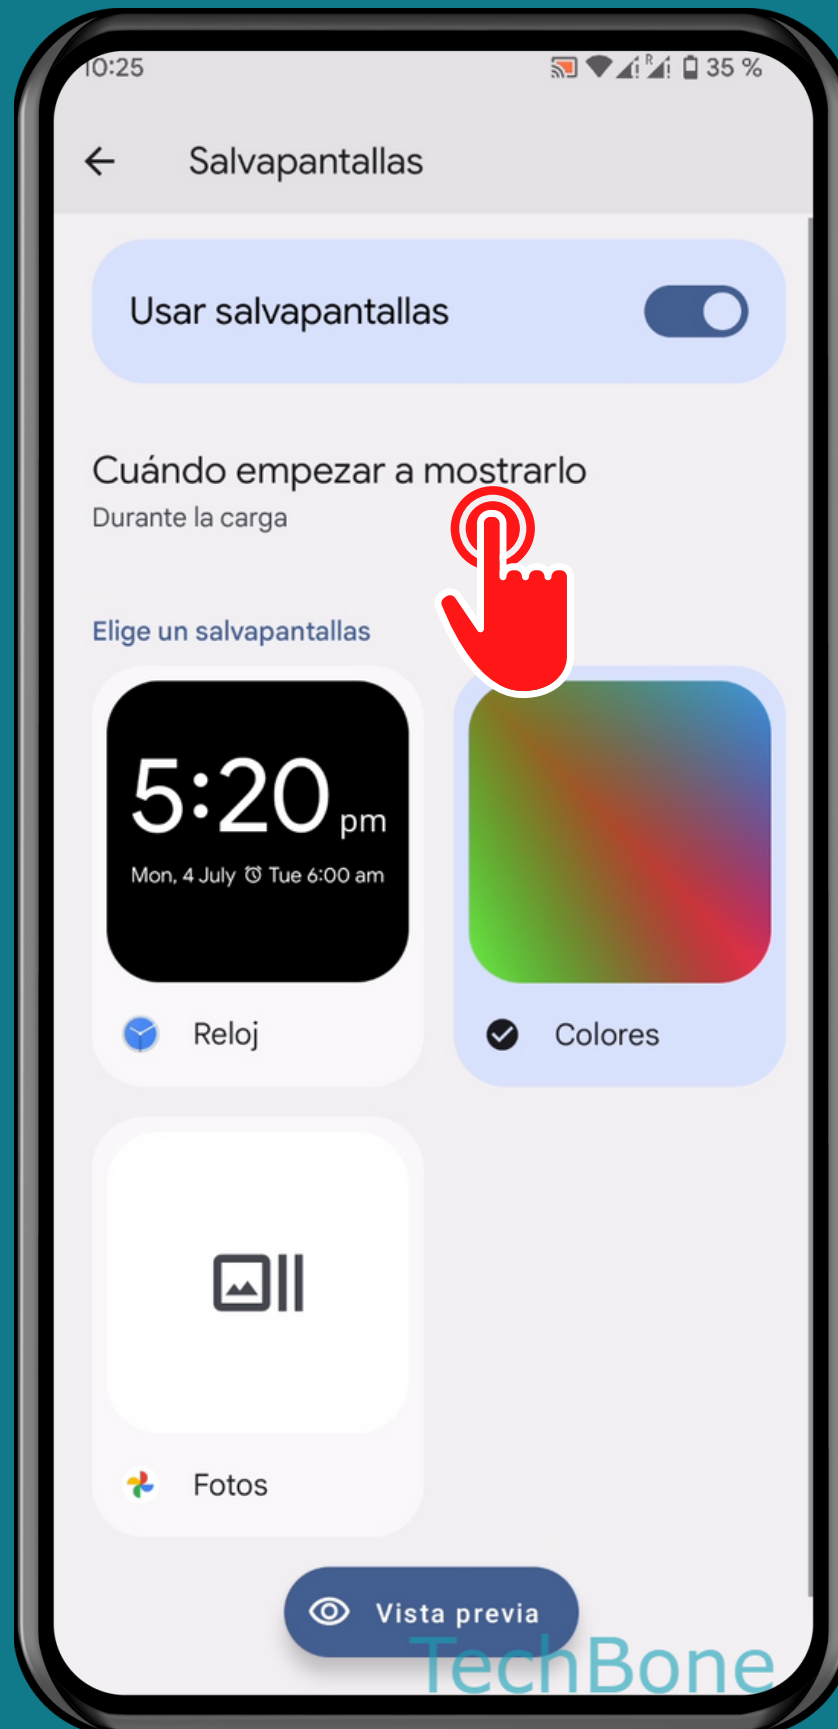 10:25
R
35 %
Salvapantallas
Usar salvapantallas
Cuándo empezar a mostrarlo
Durante la carga
Elige un salvapantallas
5:20 pm
Mon, 4 July Tue 6:00 am
Reloj
Colores
Fotos
Vista previa
TechBone